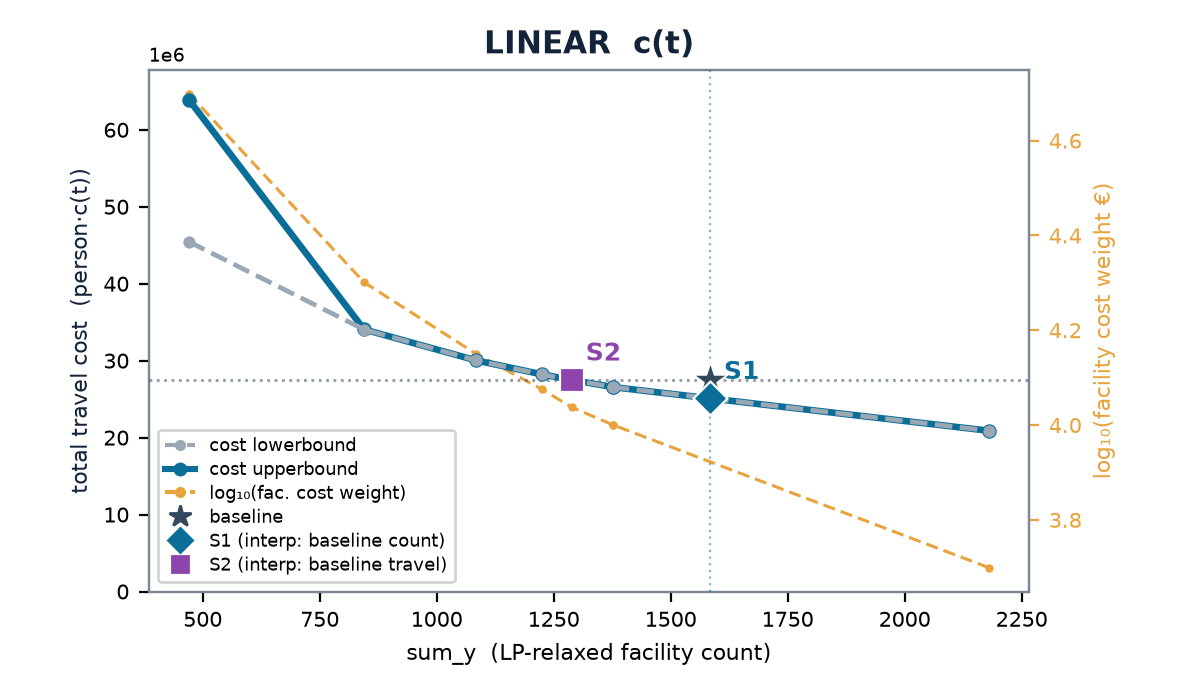 LINEAR c(t)
1e6
60
50
40
30
20
10
0
total travel cost (person·c(t))
4.6
4.4
4.2
4.0
3.8
log₁₀(facility cost weight €)
S2
S1
cost lowerbound
cost upperbound
log₁₀(fac. cost weight)
baseline
S1 (interp: baseline count)
S2 (interp: baseline travel)
500
750
1000
1250
1500
1750
2000
2250
sum_y (LP-relaxed facility count)